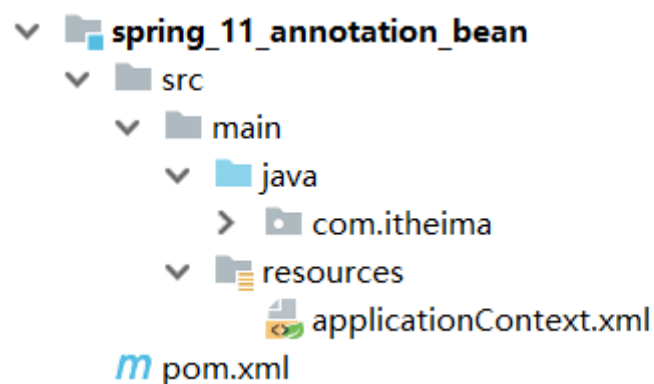 spring_11_annotation_bean
src
main
java
com.itheima
resources
applicationContext.xml
pom.xml